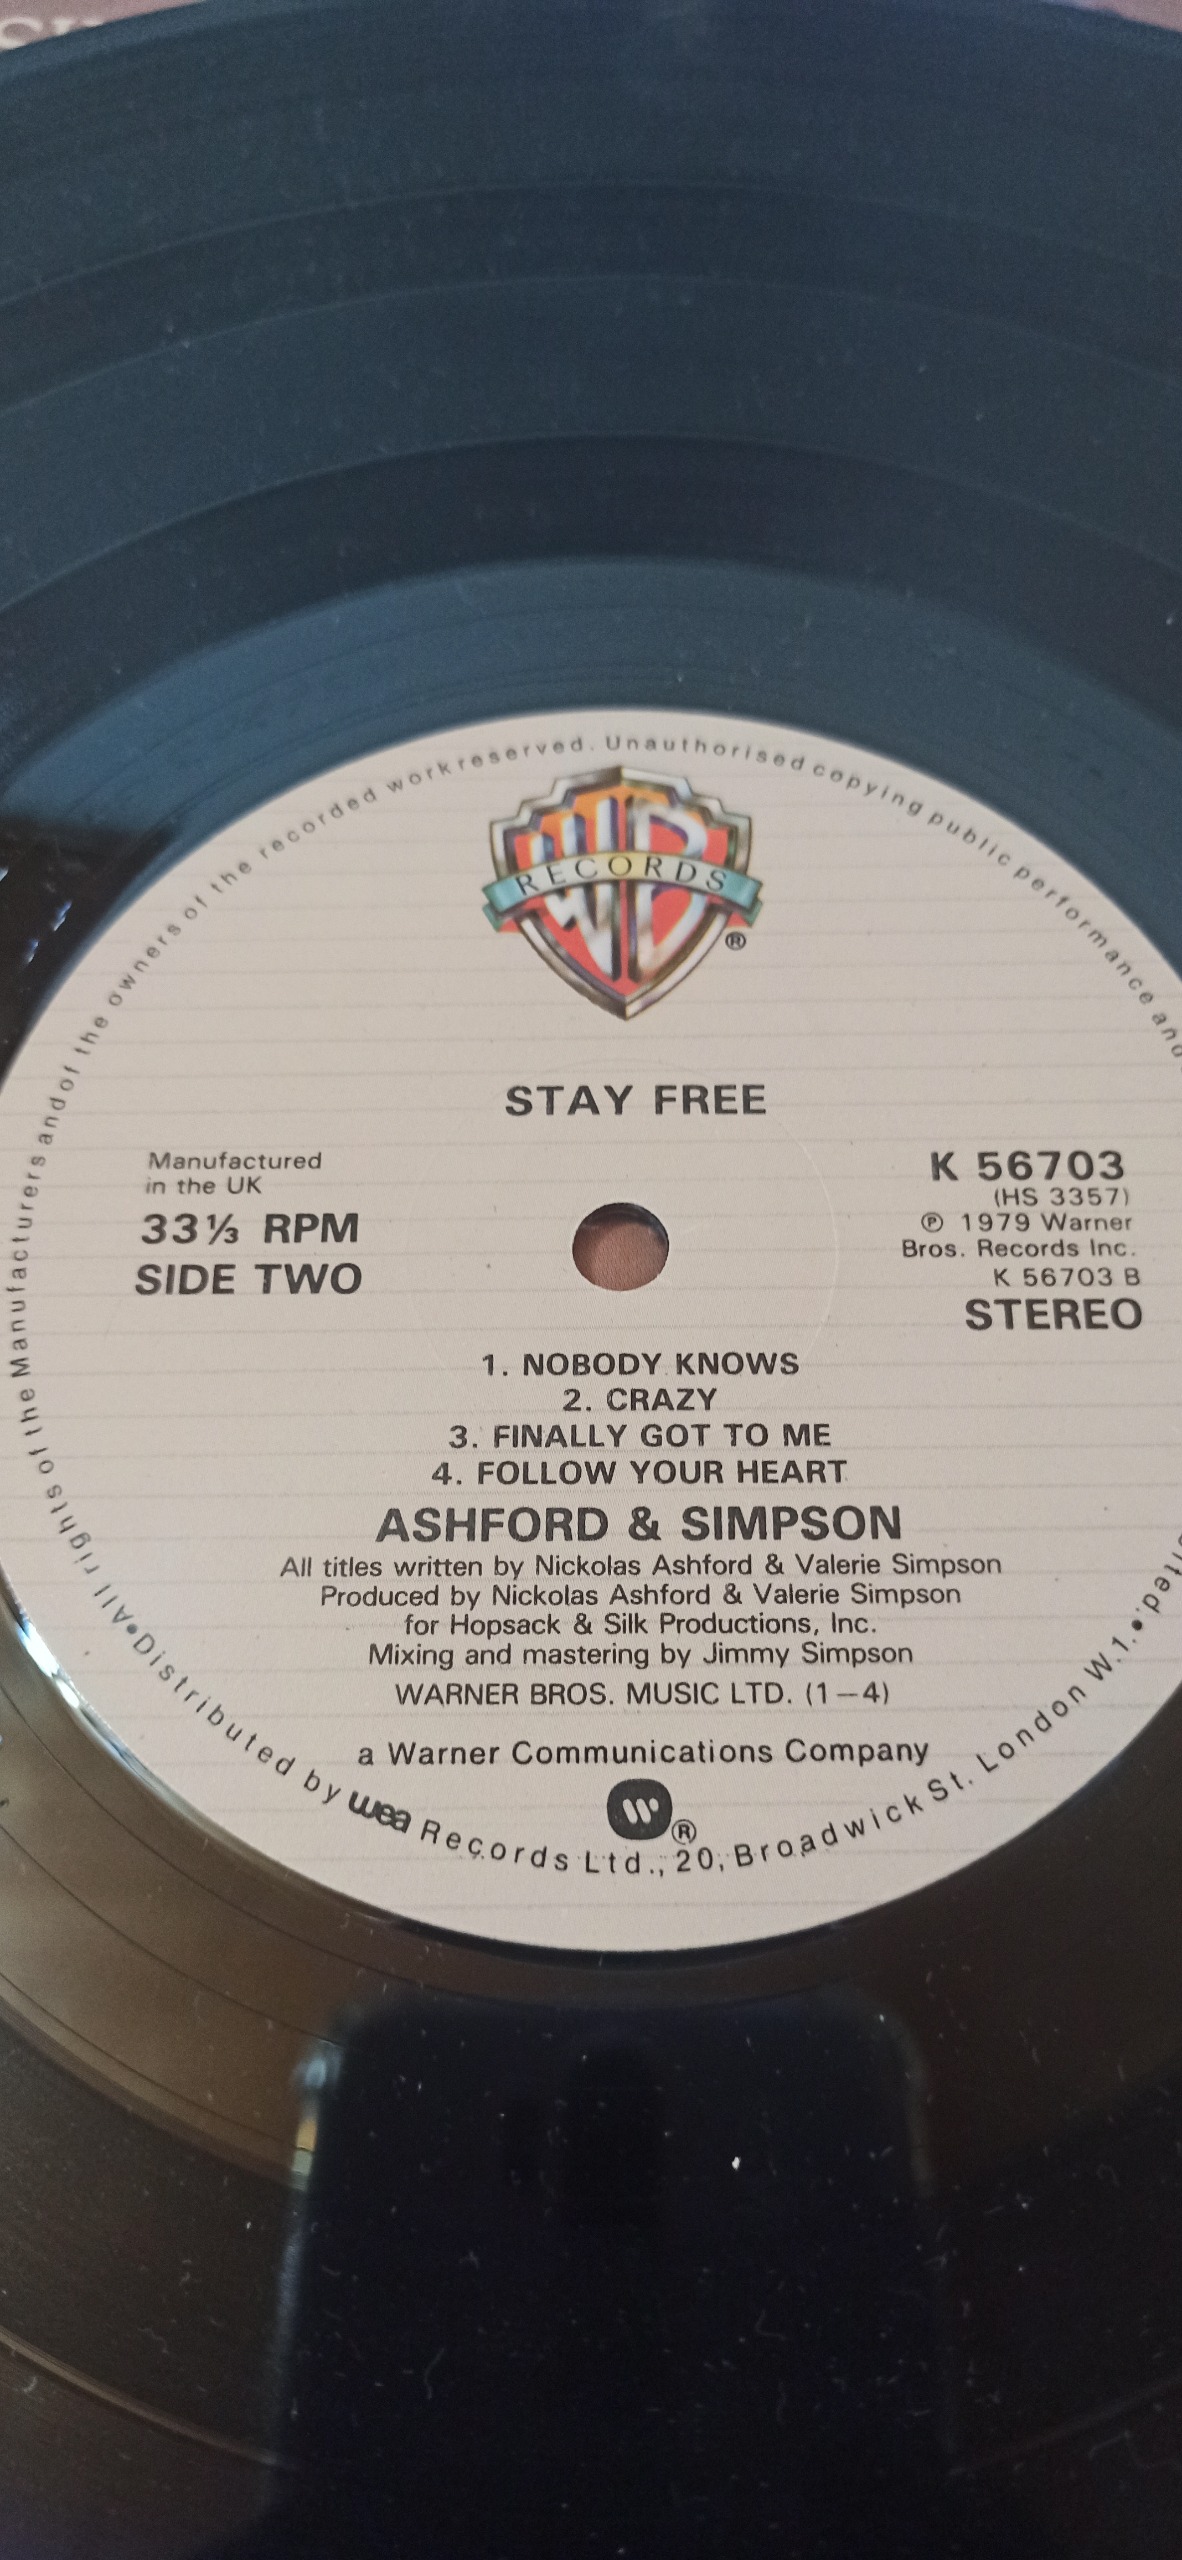 All rights of the Manufacturers and of the owners of the recorded work reserved. Unauthorised copying public performance and
RECORDS
®
STAY FREE
Manufactured
in the UK
33⅓ RPM
SIDE TWO
K 56703
(HS 3357)
℗ 1979 Warner
Bros. Records Inc.
K 56703 B
STEREO
1. NOBODY KNOWS
2. CRAZY
3. FINALLY GOT TO ME
4. FOLLOW YOUR HEART
ASHFORD & SIMPSON
All titles written by Nickolas Ashford & Valerie Simpson
Produced by Nickolas Ashford & Valerie Simpson
for Hopsack & Silk Productions, Inc.
Mixing and mastering by Jimmy Simpson
WARNER BROS. MUSIC LTD. (1–4)
a Warner Communications Company
®
•Distributed by wea Records Ltd., 20, Broadwick St. London W.1.•